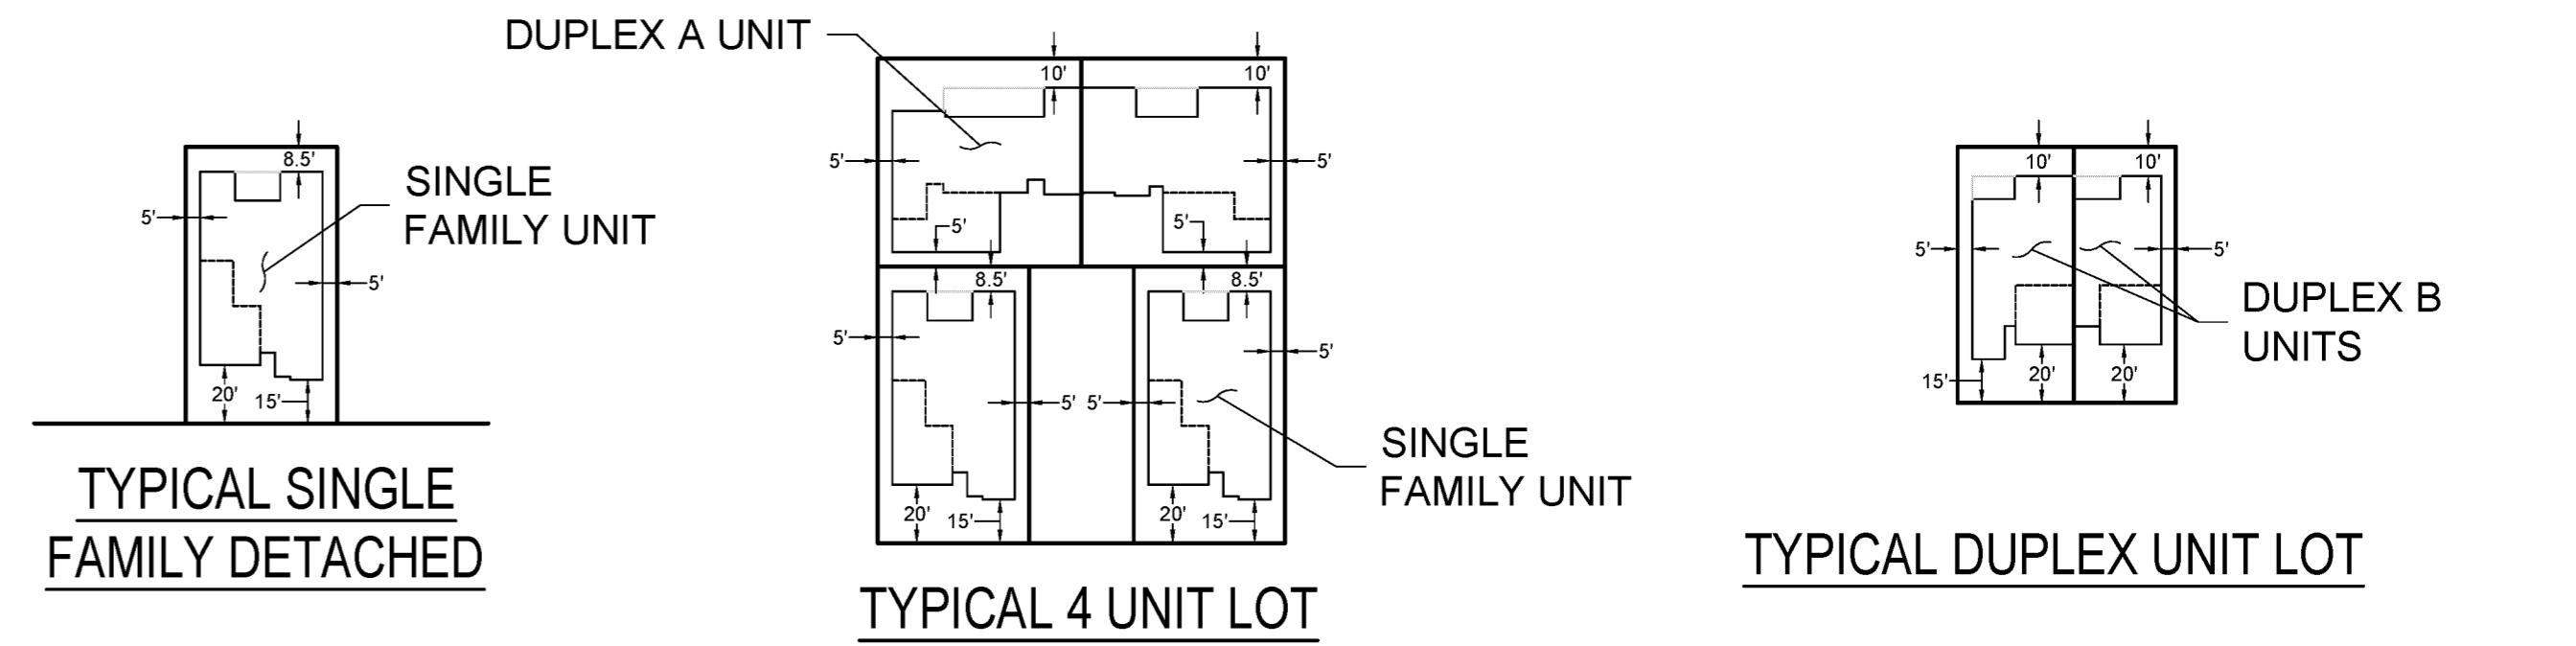 8.5'
5'
5'
20'
15'
SINGLE
FAMILY UNIT
TYPICAL SINGLE
FAMILY DETACHED
DUPLEX A UNIT
10'
10'
5'
5'
5'
5'
8.5'
8.5'
5'
5'
5'
5'
20'
15'
20'
15'
SINGLE
FAMILY UNIT
TYPICAL 4 UNIT LOT
10'
10'
5'
5'
15'
20'
20'
DUPLEX B
UNITS
TYPICAL DUPLEX UNIT LOT